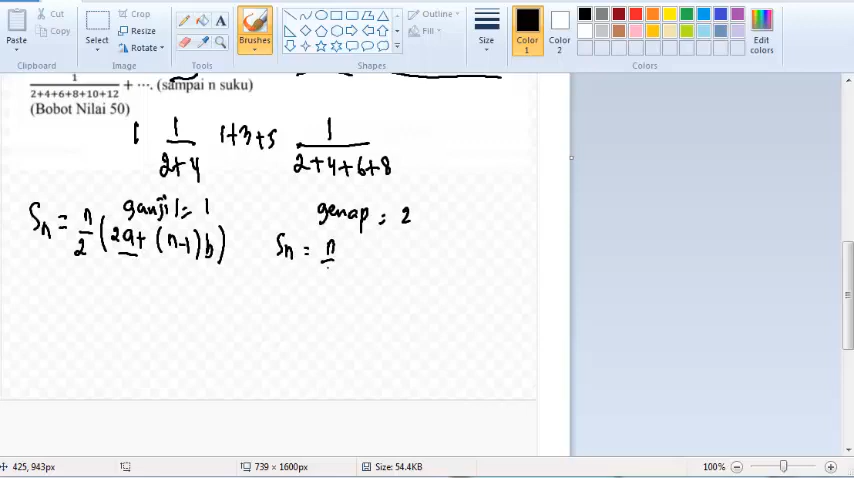 Paste
Cut
Copy
Clipboard
Select
Crop
Resize
Rotate
Image
A
Tools
Brushes
Outline
Fill
Shapes
Size
Color 1
Color 2
Edit colors
Colors
1
2+4+6+8+10+12 + ···. (sampai n suku)
(Bobot Nilai 50)
1 1/2+4 1+3+5 1/2+4+6+8
ganjil = 1
genap = 2
Sn = n/2 (2a + (n-1)b)
Sn = n
425, 943px
739 × 1600px
Size: 54.4KB
100%